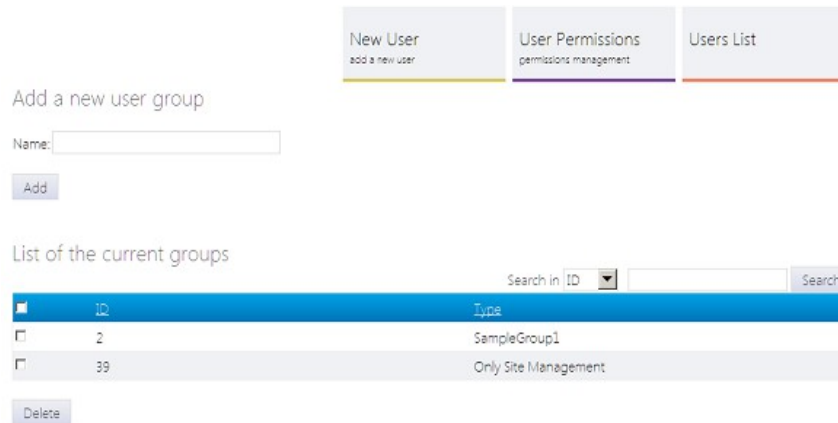 New User
add a new user
User Permissions
permissions management
Users List
Add a new user group
Name:
Add
List of the current groups
Search in ID Search
ID Type
2 SampleGroup1
39 Only Site Management
Delete